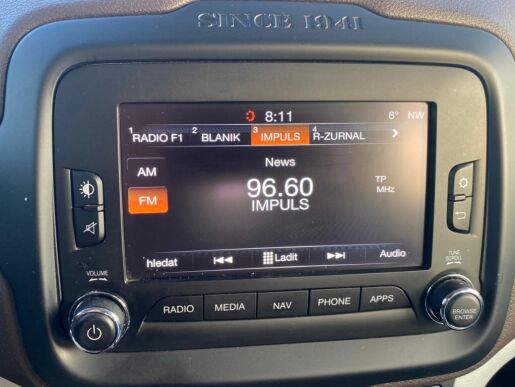 SINCE 1941
8:11 6° NW
1 RADIO F1 2 BLANIK 3 IMPULS 4 R-ZURNAL >
AM
News
96.60
TP
MHz
FM
IMPULS
hledat Ladit Audio
VOLUME
TUNE
SCROLL
RADIO MEDIA NAV PHONE APPS
BROWSE
ENTER